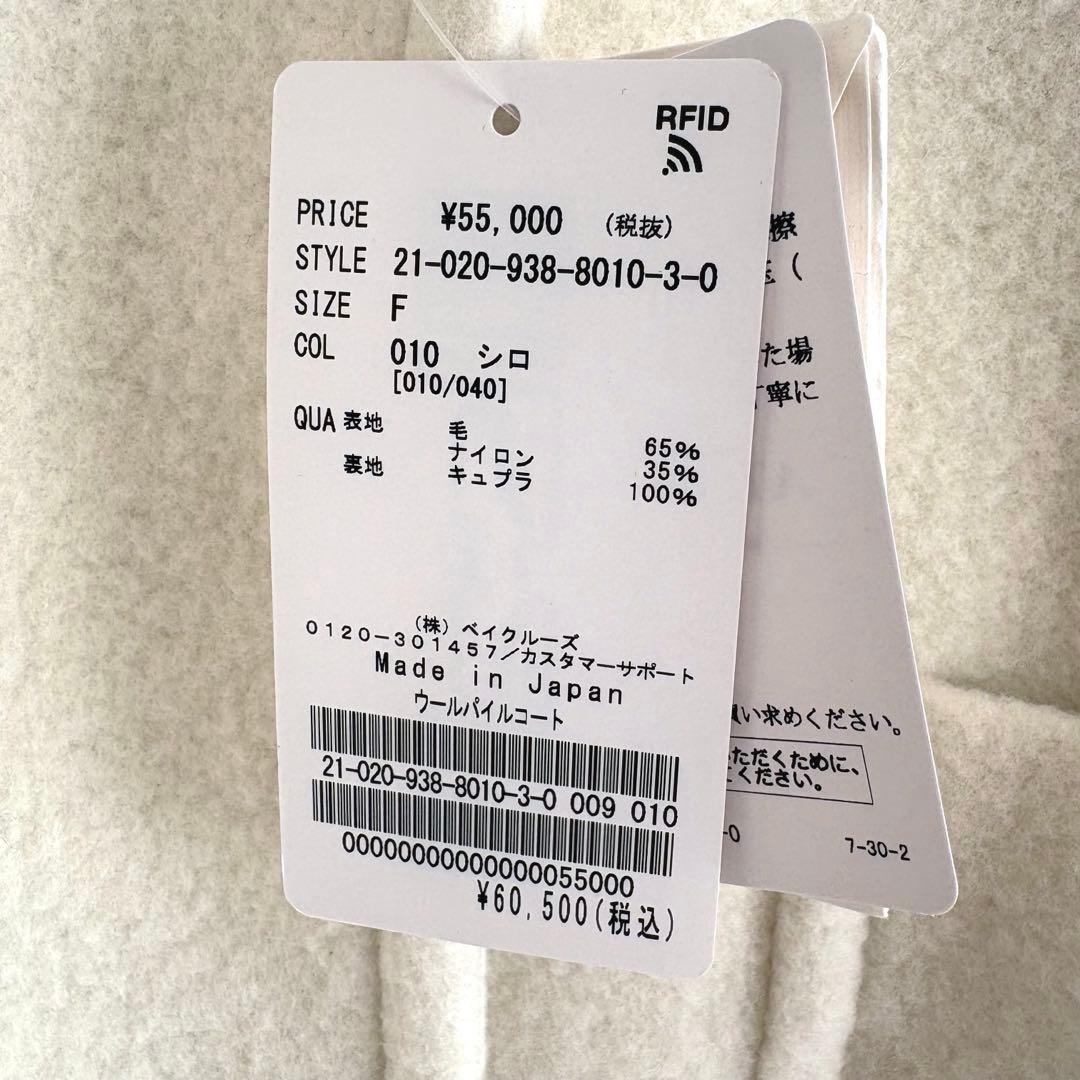 RFID
PRICE ¥55,000 (税抜)
STYLE 21-020-938-8010-3-0
SIZE F
COL 010 シロ
[010/040]
QUA 表地 毛 65%
ナイロン 35%
裏地 キュプラ 100%
(株) ベイクルーズ
0120-301457/カスタマーサポート
Made in Japan
ウールパイルコート
21-020-938-8010-3-0 009 010
00000000000000055000
¥60,500(税込)
擦
(
た場
寧に
い求めください。
ただくために、
ください。
-0 7-30-2